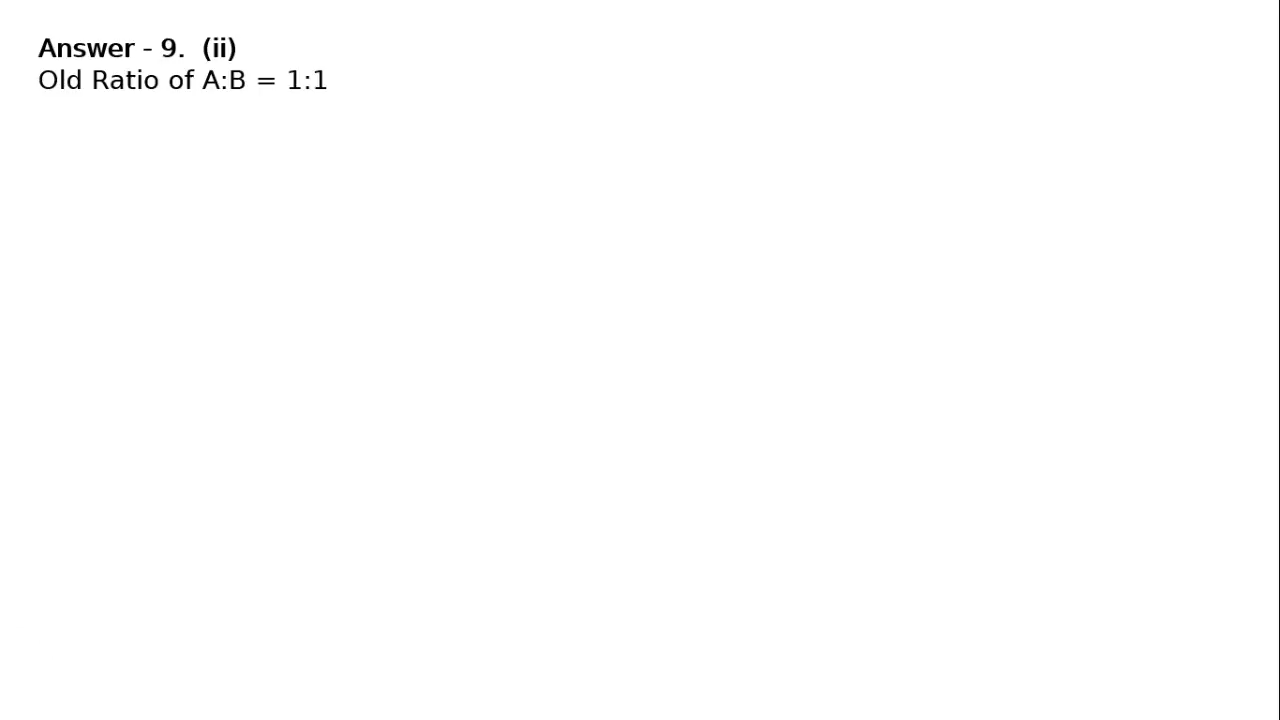 Answer - 9.  (ii)
Old Ratio of A:B = 1:1